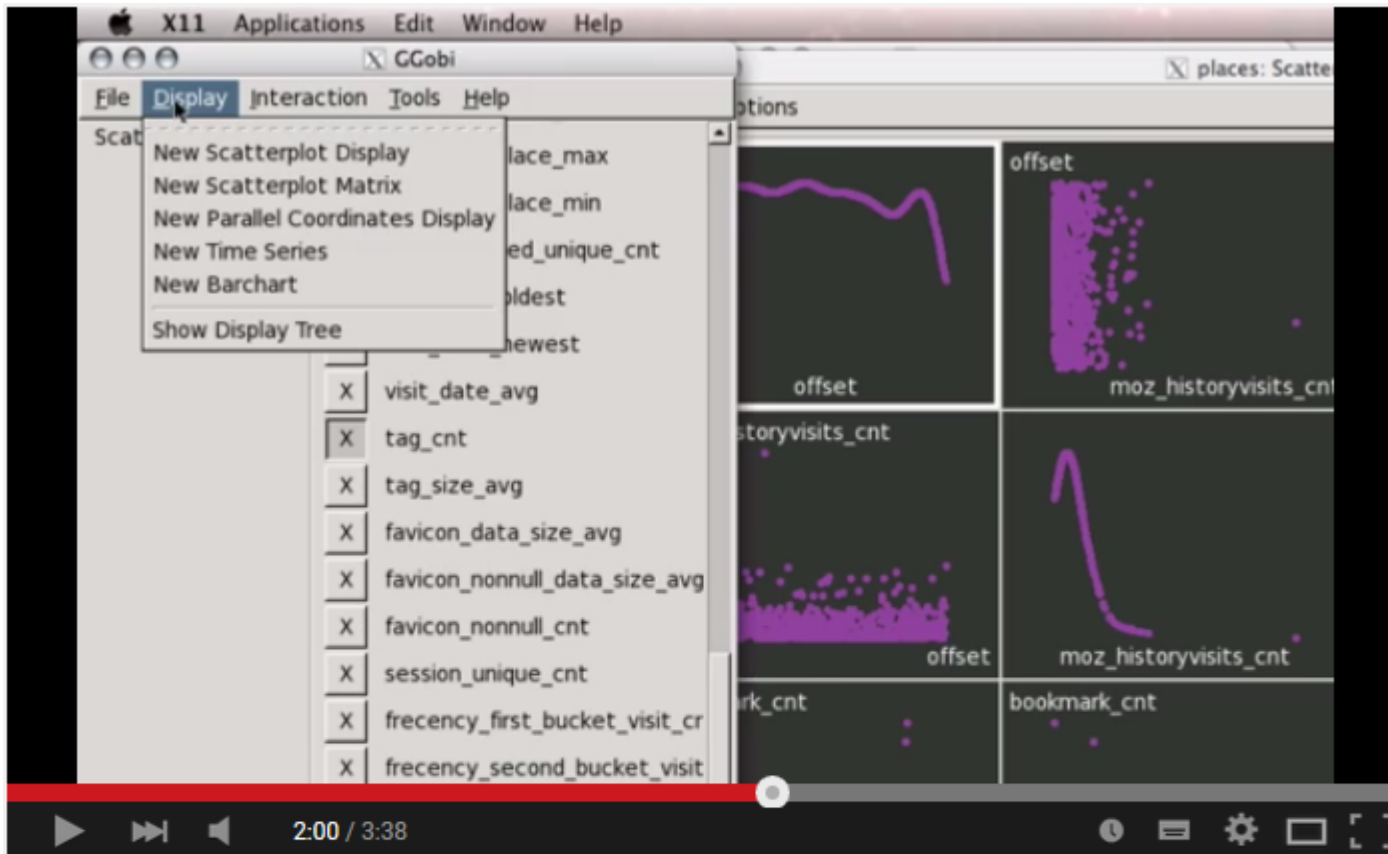 X11 Applications Edit Window Help
GGobi
File Display Interaction Tools Help
Scat
New Scatterplot Display
New Scatterplot Matrix
New Parallel Coordinates Display
New Time Series
New Barchart
Show Display Tree
lace_max
lace_min
ed_unique_cnt
oldest
newest
X visit_date_avg
X tag_cnt
X tag_size_avg
X favicon_data_size_avg
X favicon_nonnull_data_size_avg
X favicon_nonnull_cnt
X session_unique_cnt
X frecency_first_bucket_visit_cr
X frecency_second_bucket_visit
X places: Scatte
ptions
offset
offset
moz_historyvisits_cnt
storyvisits_cnt
offset
moz_historyvisits_cnt
rk_cnt
bookmark_cnt
2:00 / 3:38